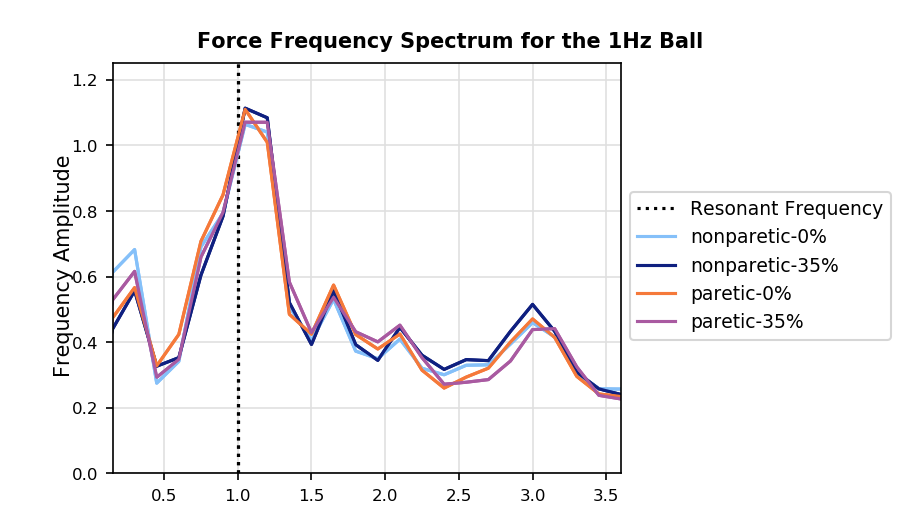 Force Frequency Spectrum for the 1Hz Ball
Frequency Amplitude
1.2
1.0
0.8
0.6
0.4
0.2
0.0
0.5
1.0
1.5
2.0
2.5
3.0
3.5
Resonant Frequency
nonparetic-0%
nonparetic-35%
paretic-0%
paretic-35%